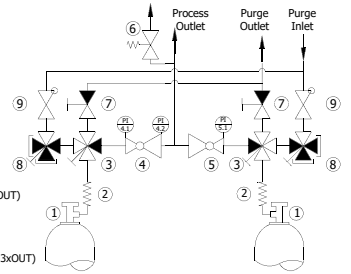 Process Outlet
Purge Outlet
Purge Inlet
6
9
7
7
9
PI 4.1
PI 4.2
PI 5.1
8
3
4
5
3
8
OUT)
2
2
1
1
3xOUT)